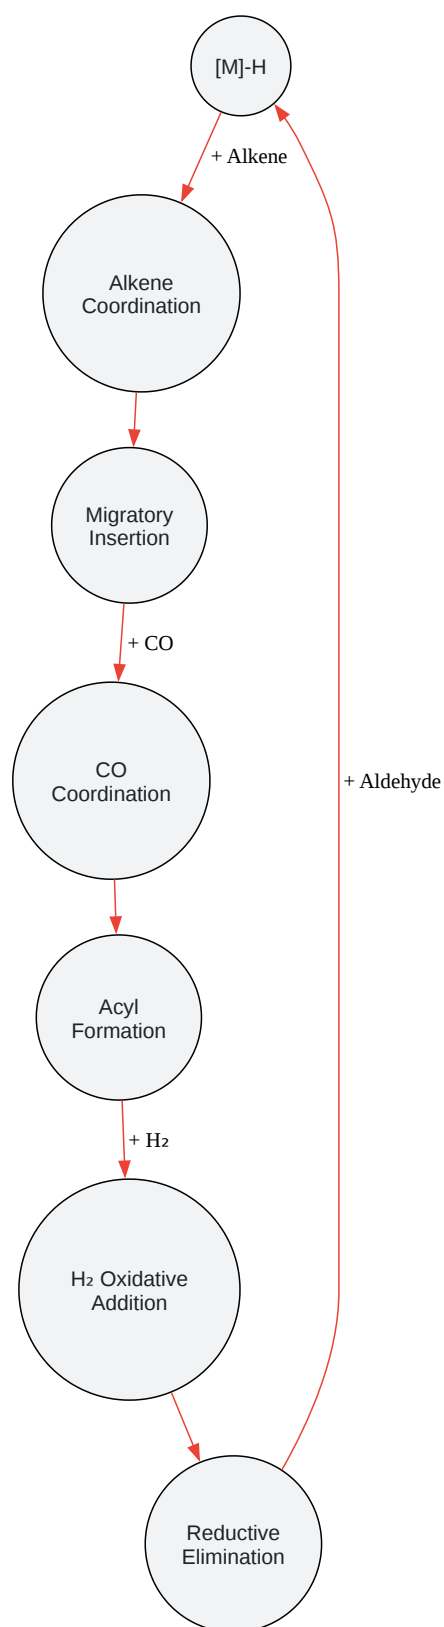 [M]-H
+ Alkene
Alkene
Coordination
Migratory
Insertion
+ CO
CO
Coordination
+ Aldehyde
Acyl
Formation
+ H₂
H₂ Oxidative
Addition
Reductive
Elimination